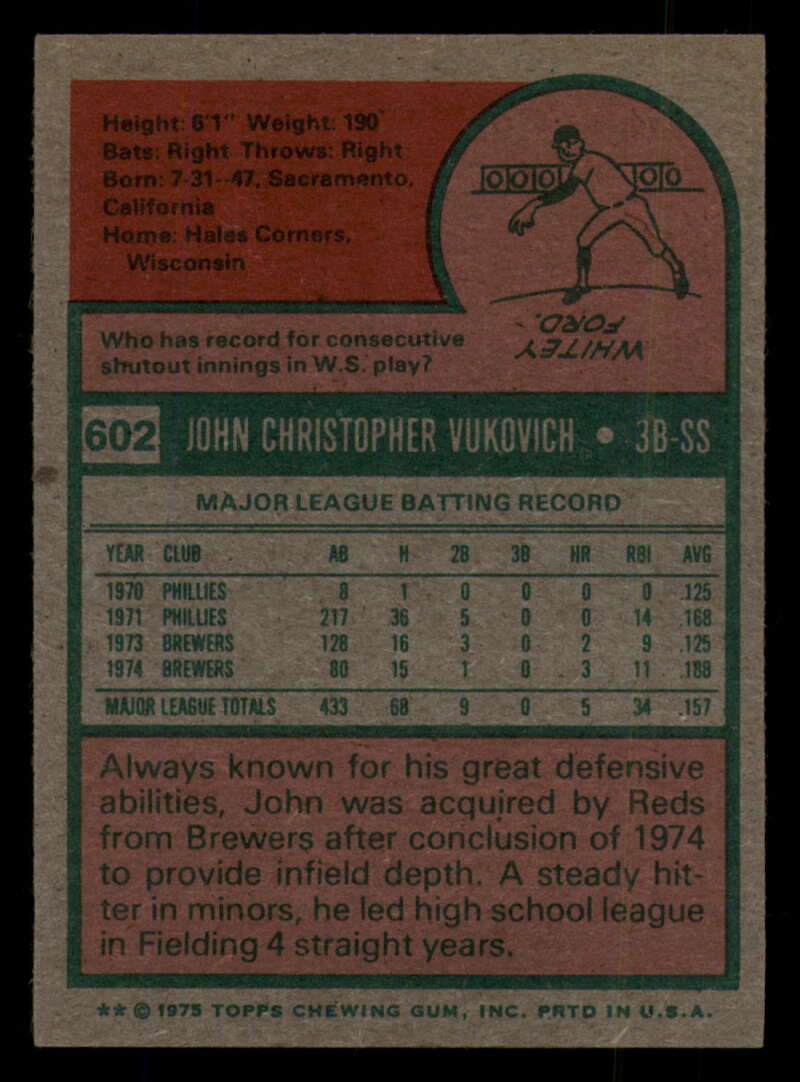 Height: 6'1" Weight: 190
Bats: Right Throws: Right
Born: 7-31--47, Sacramento,
California
Home: Hales Corners,
Wisconsin
0 0 0 0 0
WHITEY
FORD.
Who has record for consecutive
shutout innings in W.S. play?
602 JOHN CHRISTOPHER VUKOVICH • 3B-SS
MAJOR LEAGUE BATTING RECORD
YEAR CLUB AB H 2B 3B HR RBI AVG
1970 PHILLIES 8 1 0 0 0 0 .125
1971 PHILLIES 217 36 5 0 0 14 .168
1973 BREWERS 128 16 3 0 2 9 .125
1974 BREWERS 80 15 1 0 3 11 .188
MAJOR LEAGUE TOTALS 433 68 9 0 5 34 .157
Always known for his great defensive
abilities, John was acquired by Reds
from Brewers after conclusion of 1974
to provide infield depth. A steady hit-
ter in minors, he led high school league
in Fielding 4 straight years.
** © 1975 TOPPS CHEWING GUM, INC. PRTD IN U.S.A.